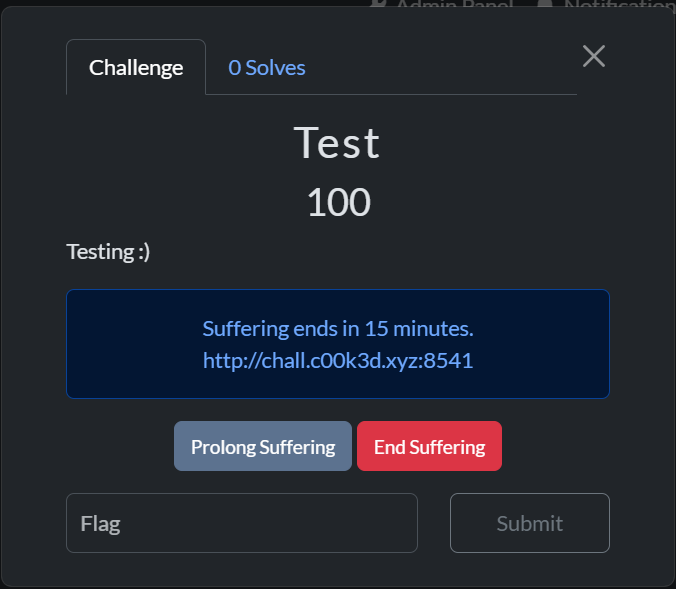 Admin Panel Notification
Challenge
0 Solves
Test
100
Testing :)
Suffering ends in 15 minutes.
http://chall.c00k3d.xyz:8541
Prolong Suffering
End Suffering
Flag
Submit